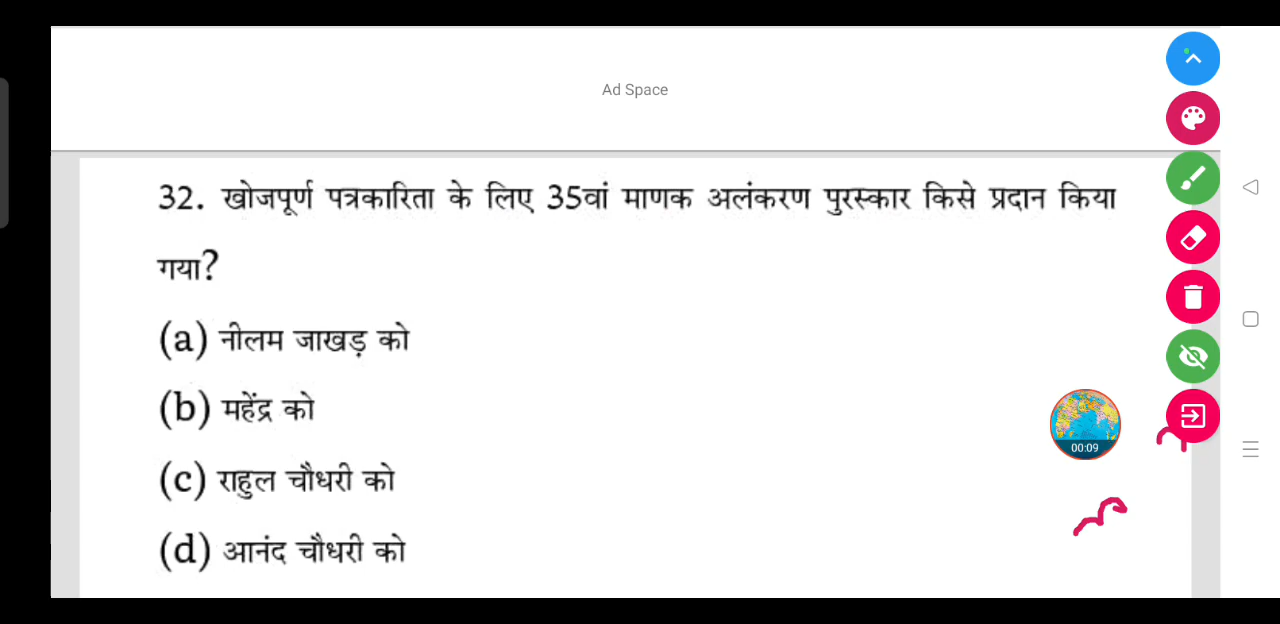 Ad Space
32. खोजपूर्ण पत्रकारिता के लिए 35वां माणक अलंकरण पुरस्कार किसे प्रदान किया
गया?
(a) नीलम जाखड़ को
(b) महेंद्र को
(c) राहुल चौधरी को
(d) आनंद चौधरी को
00:09